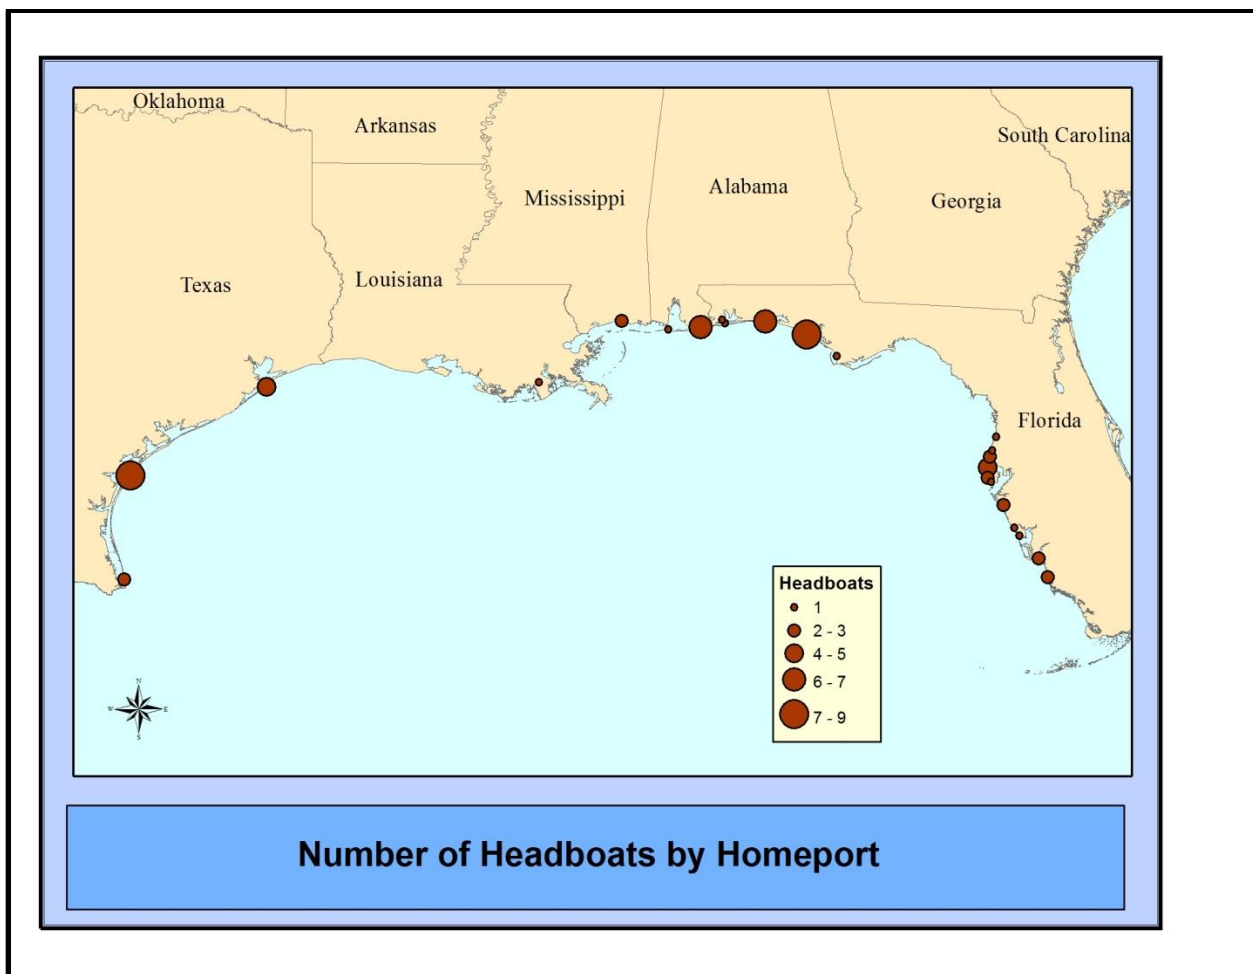 Oklahoma
Arkansas
South Carolina
Mississippi
Alabama
Georgia
Texas
Louisiana
Florida
Headboats
1
2 - 3
4 - 5
6 - 7
7 - 9
N
W E
S
Number of Headboats by Homeport